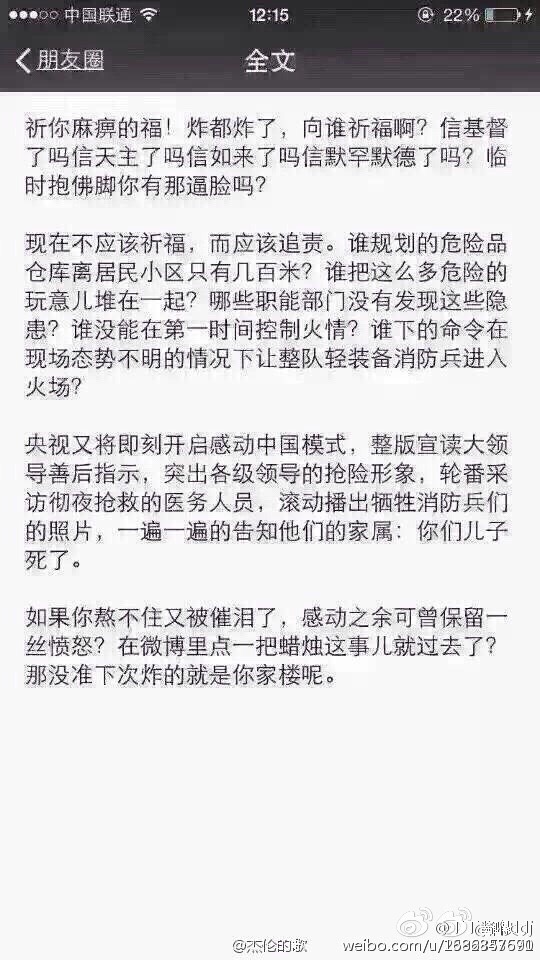 中国联通
12:15
22%
朋友圈
全文
祈你麻痹的福！炸都炸了，向谁祈福啊？信基督
了吗信天主了吗信如来了吗信默罕默德了吗？临
时抱佛脚你有那逼脸吗？
现在不应该祈福，而应该追责。谁规划的危险品
仓库离居民小区只有几百米？谁把这么多危险的
玩意儿堆在一起？哪些职能部门没有发现这些隐
患？谁没能在第一时间控制火情？谁下的命令在
现场态势不明的情况下让整队轻装备消防兵进入
火场？
央视又将即刻开启感动中国模式，整版宣读大领
导善后指示，突出各级领导的抢险形象，轮番采
访彻夜抢救的医务人员，滚动播出牺牲消防兵们
的照片，一遍一遍的告知他们的家属：你们儿子
死了。
如果你熬不住又被催泪了，感动之余可曾保留一
丝愤怒？在微博里点一把蜡烛这事儿就过去了？
那没准下次炸的就是你家楼呢。
@杰伦的歌
weibo.com/u/